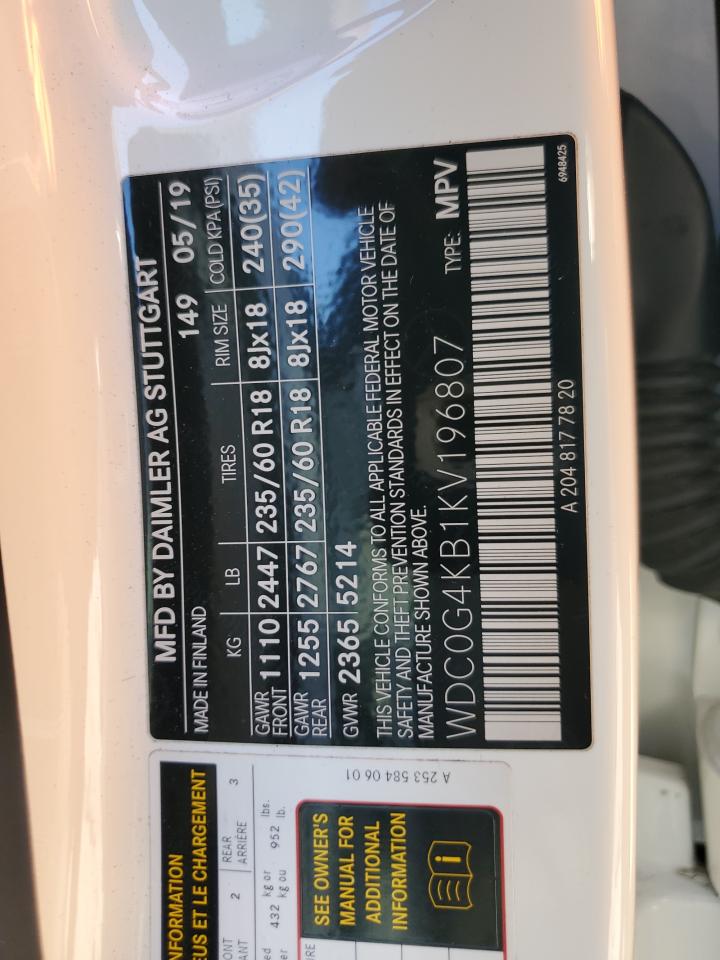 MFD BY DAIMLER AG STUTTGART
MADE IN FINLAND 149 05/19
KG LB TIRES RIM SIZE COLD KPA(PSI)
GAWR FRONT 1110 2447 235/60 R18 8Jx18 240(35)
GAWR REAR 1255 2767 235/60 R18 8Jx18 290(42)
GVWR 2365 5214
THIS VEHICLE CONFORMS TO ALL APPLICABLE FEDERAL MOTOR VEHICLE
SAFETY AND THEFT PREVENTION STANDARDS IN EFFECT ON THE DATE OF
MANUFACTURE SHOWN ABOVE.
WDC0G4KB1KV196807 TYPE: MPV
A 204 817 78 20
6948425
NFORMATION
EUS ET LE CHARGEMENT
ONT 2 REAR 3
ANT ARRIÈRE
ed 432 kg or 952 lbs.
er kg ou lb.
IRE
SEE OWNER'S
MANUAL FOR
ADDITIONAL
INFORMATION
i
A 253 584 06 01